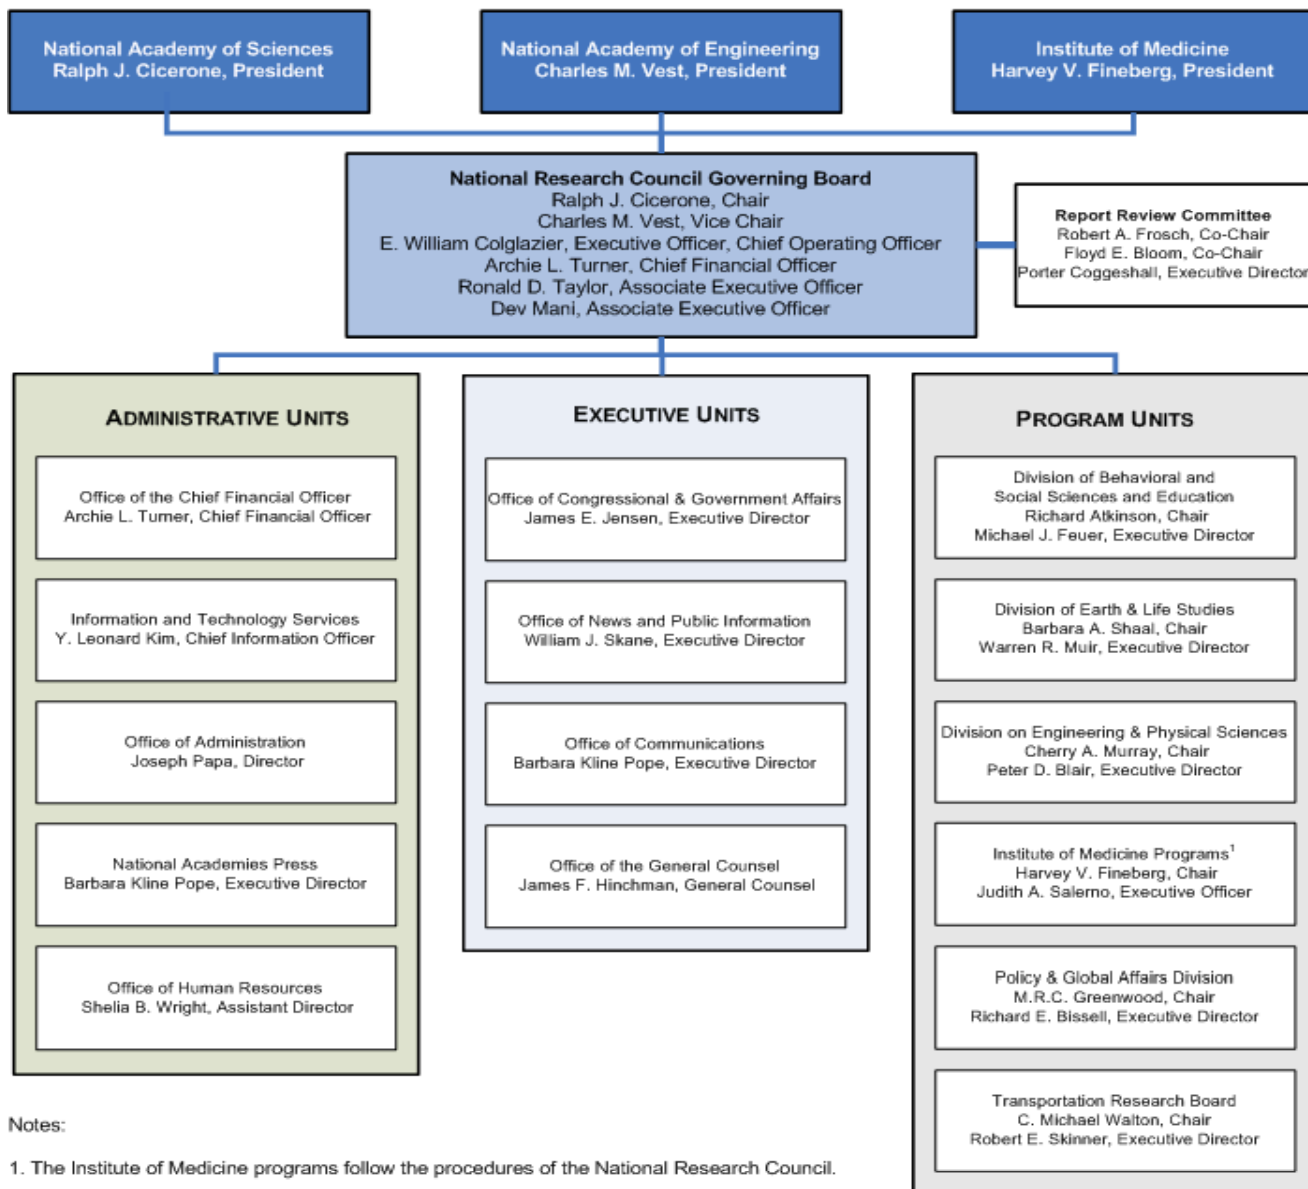 National Academy of Sciences
Ralph J. Cicerone, President
National Academy of Engineering
Charles M. Vest, President
Institute of Medicine
Harvey V. Fineberg, President
National Research Council Governing Board
Ralph J. Cicerone, Chair
Charles M. Vest, Vice Chair
E. William Colglazier, Executive Officer, Chief Operating Officer
Archie L. Turner, Chief Financial Officer
Ronald D. Taylor, Associate Executive Officer
Dev Mani, Associate Executive Officer
Report Review Committee
Robert A. Frosch, Co-Chair
Floyd E. Bloom, Co-Chair
Porter Coggeshall, Executive Director
ADMINISTRATIVE UNITS
Office of the Chief Financial Officer
Archie L. Turner, Chief Financial Officer
Information and Technology Services
Y. Leonard Kim, Chief Information Officer
Office of Administration
Joseph Papa, Director
National Academies Press
Barbara Kline Pope, Executive Director
Office of Human Resources
Shelia B. Wright, Assistant Director
EXECUTIVE UNITS
Office of Congressional & Government Affairs
James E. Jensen, Executive Director
Office of News and Public Information
William J. Skane, Executive Director
Office of Communications
Barbara Kline Pope, Executive Director
Office of the General Counsel
James F. Hinchman, General Counsel
PROGRAM UNITS
Division of Behavioral and
Social Sciences and Education
Richard Atkinson, Chair
Michael J. Feuer, Executive Director
Division of Earth & Life Studies
Barbara A. Shaal, Chair
Warren R. Muir, Executive Director
Division on Engineering & Physical Sciences
Cherry A. Murray, Chair
Peter D. Blair, Executive Director
Institute of Medicine Programs¹
Harvey V. Fineberg, Chair
Judith A. Salerno, Executive Officer
Policy & Global Affairs Division
M.R.C. Greenwood, Chair
Richard E. Bissell, Executive Director
Transportation Research Board
C. Michael Walton, Chair
Robert E. Skinner, Executive Director
Notes:
1. The Institute of Medicine programs follow the procedures of the National Research Council.